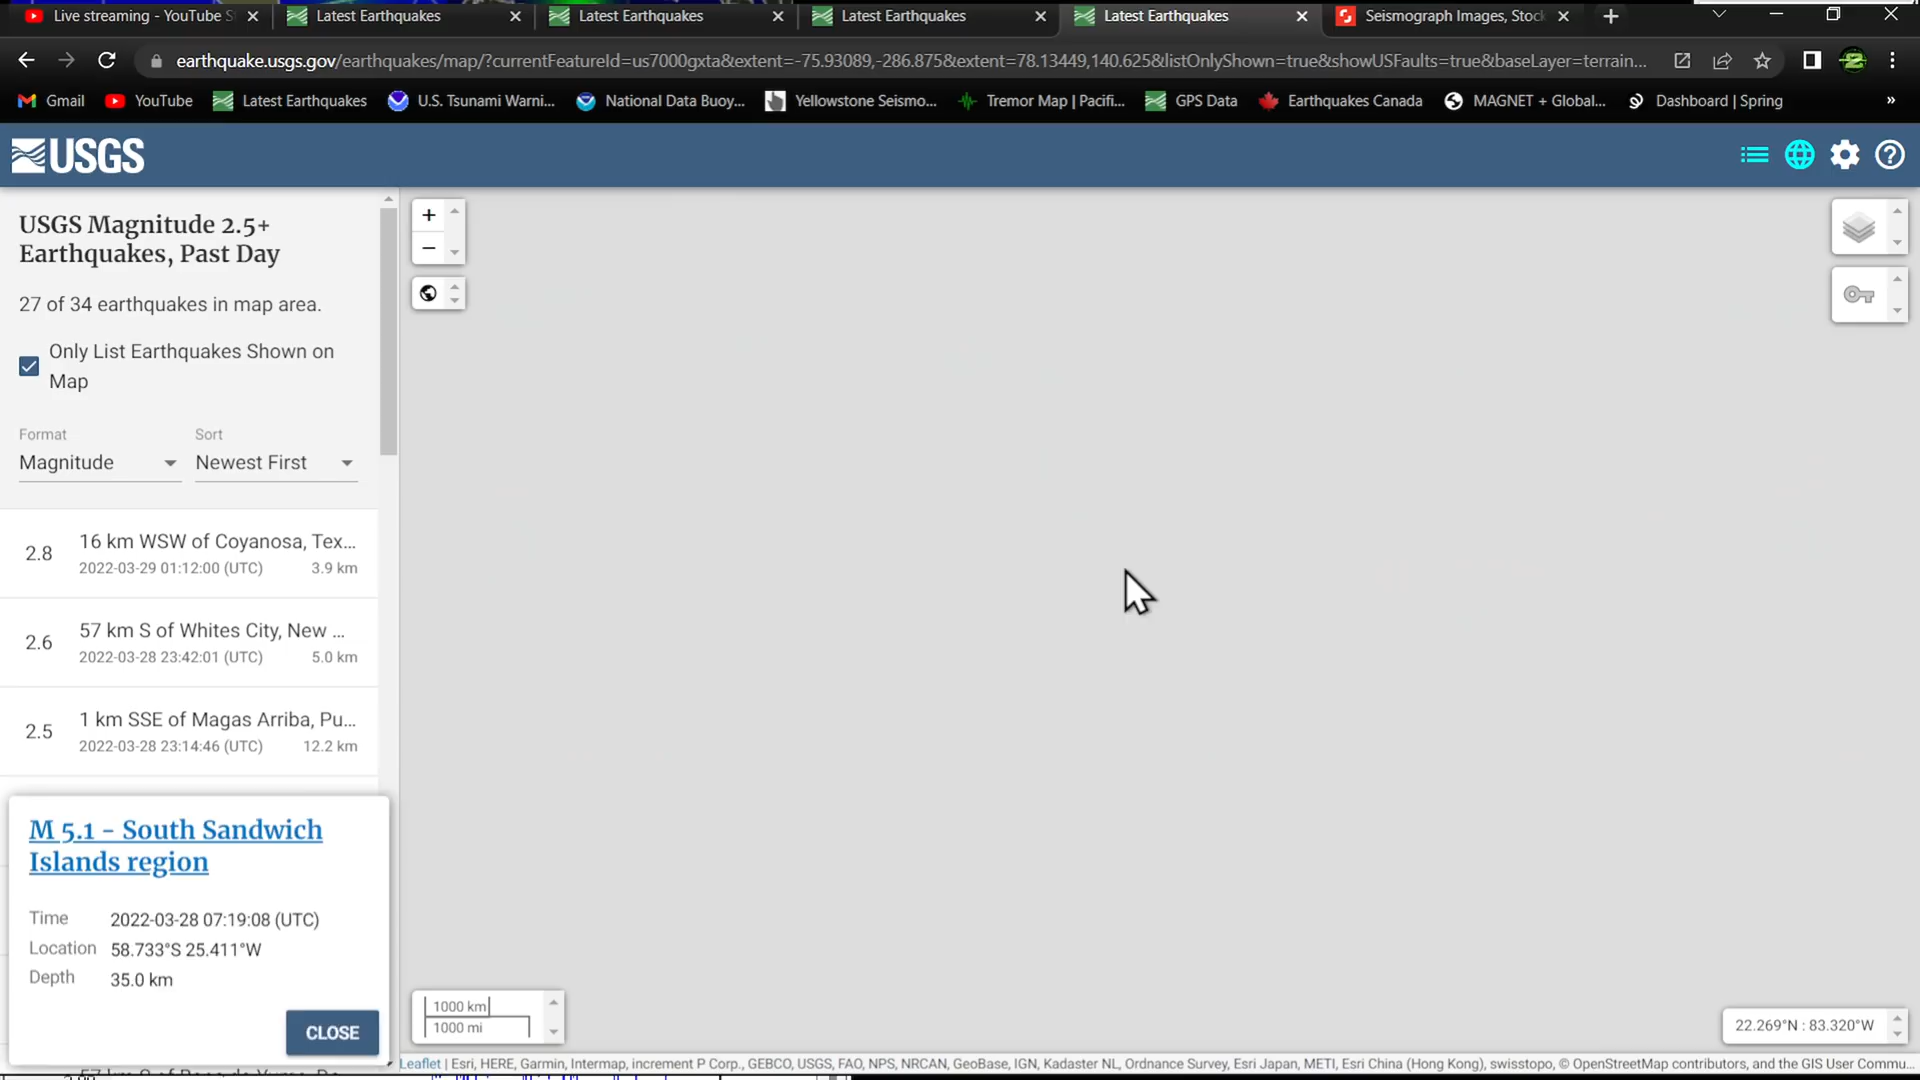 Live streaming - YouTube S
Latest Earthquakes
Latest Earthquakes
Latest Earthquakes
Latest Earthquakes
Seismograph Images, Stock
earthquake.usgs.gov/earthquakes/map/?currentFeatureId=us7000gxta&extent=-75.93089,-286.875&extent=78.13449,140.625&listOnlyShown=true&showUSFaults=true&baseLayer=terrain...
Gmail
YouTube
Latest Earthquakes
U.S. Tsunami Warni...
National Data Buoy...
Yellowstone Seismo...
Tremor Map | Pacifi...
GPS Data
Earthquakes Canada
MAGNET + Global...
Dashboard | Spring
»
USGS
USGS Magnitude 2.5+
Earthquakes, Past Day
27 of 34 earthquakes in map area.
Only List Earthquakes Shown on
Map
Format
Sort
Magnitude
Newest First
2.8
16 km WSW of Coyanosa, Tex...
2022-03-29 01:12:00 (UTC)
3.9 km
2.6
57 km S of Whites City, New ...
2022-03-28 23:42:01 (UTC)
5.0 km
2.5
1 km SSE of Magas Arriba, Pu...
2022-03-28 23:14:46 (UTC)
12.2 km
M 5.1 - South Sandwich
Islands region
Time 2022-03-28 07:19:08 (UTC)
Location 58.733°S 25.411°W
Depth 35.0 km
CLOSE
+
−
1000 km
1000 mi
22.269°N : 83.320°W
Leaflet | Esri, HERE, Garmin, Intermap, increment P Corp., GEBCO, USGS, FAO, NPS, NRCAN, GeoBase, IGN, Kadaster NL, Ordnance Survey, Esri Japan, METI, Esri China (Hong Kong), swisstopo, © OpenStreetMap contributors, and the GIS User Commu...